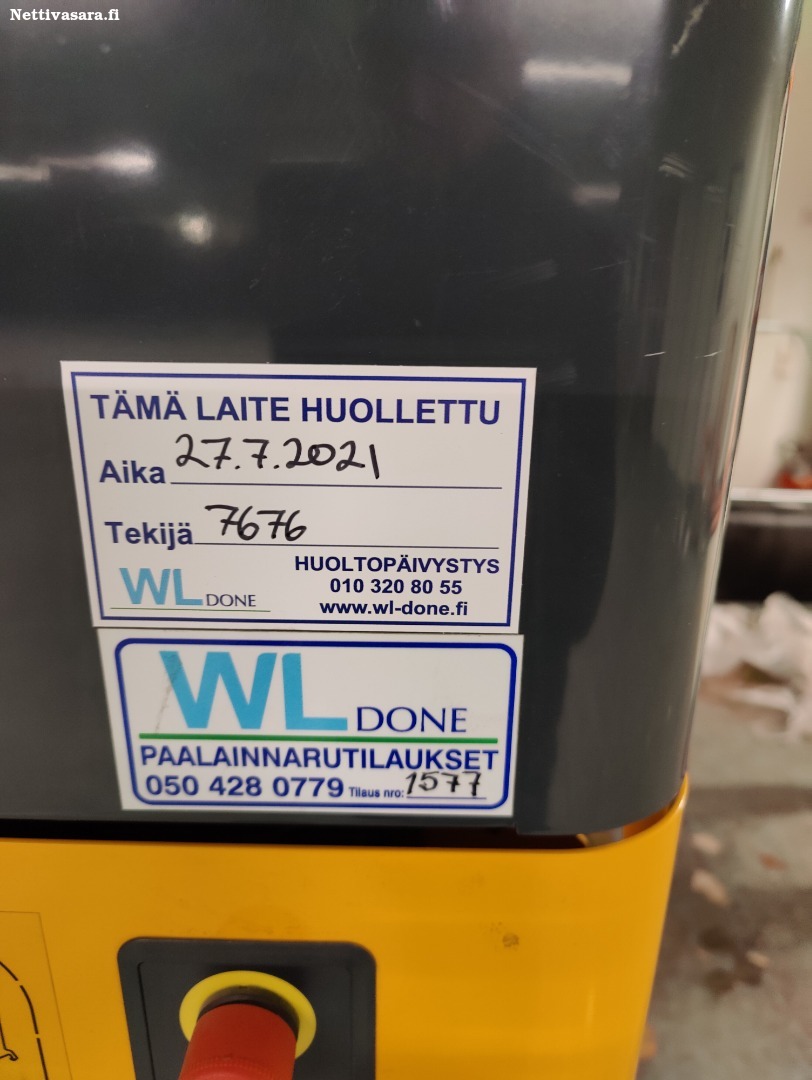 Nettivasara.fi
TÄMÄ LAITE HUOLLETTU
Aika 27.7.2021
Tekijä 7676
WL DONE
HUOLTOPÄIVYSTYS
010 320 80 55
www.wl-done.fi
WL DONE
PAALAINNARUTILAUKSET
050 428 0779 Tilaus nro: 1577